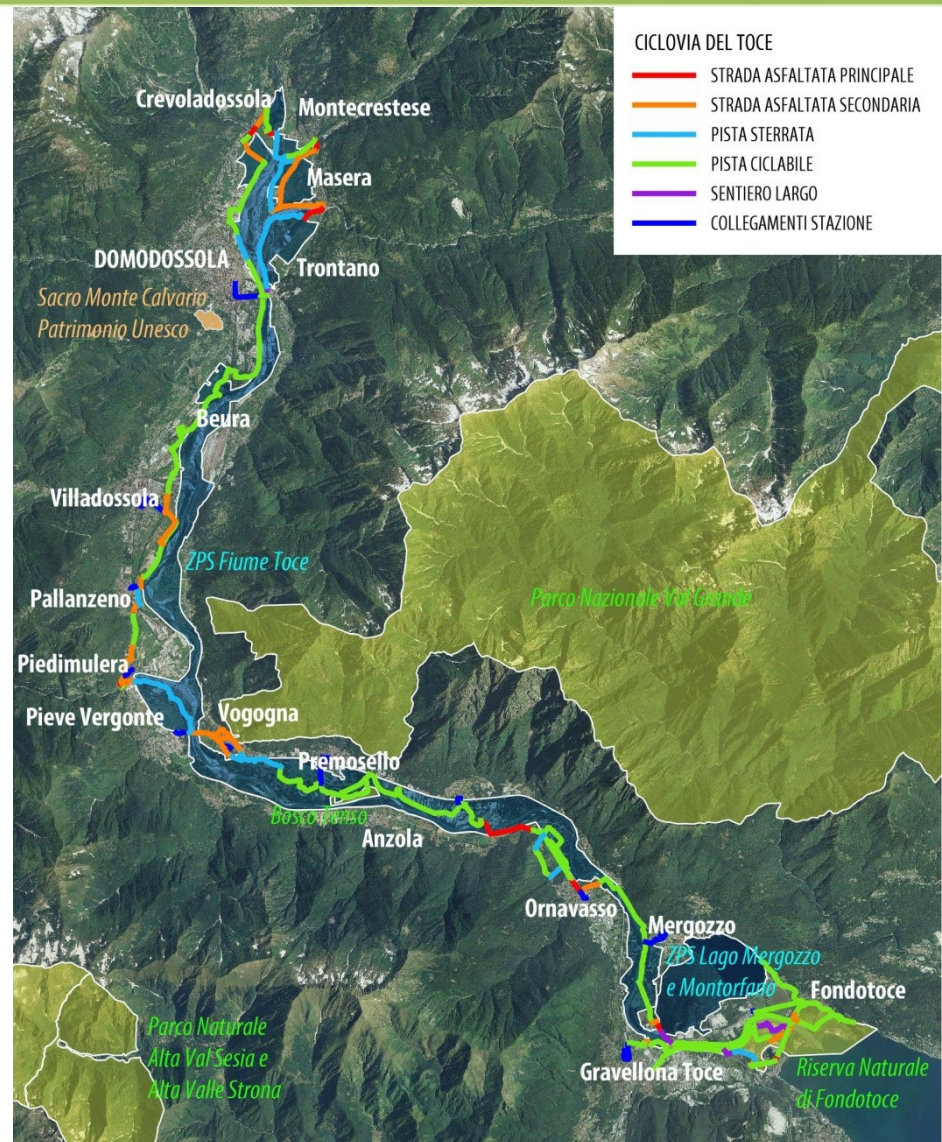 CICLOVIA DEL TOCE
STRADA ASFALTATA PRINCIPALE
STRADA ASFALTATA SECONDARIA
PISTA STERRATA
PISTA CICLABILE
SENTIERO LARGO
COLLEGAMENTI STAZIONE
Crevoladossola
Montecrestese
Masera
DOMODOSSOLA
Trontano
Sacro Monte Calvario
Patrimonio Unesco
Beura
Villadossola
ZPS Fiume Toce
Pallanzeno
Parco Nazionale Val Grande
Piedimulera
Pieve Vergonte
Vogogna
Premosello
Bosco Tenso
Anzola
Ornavasso
Mergozzo
ZPS Lago Mergozzo
e Montorfano
Fondotoce
Parco Naturale
Alta Val Sesia e
Alta Valle Strona
Gravellona Toce
Riserva Naturale
di Fondotoce